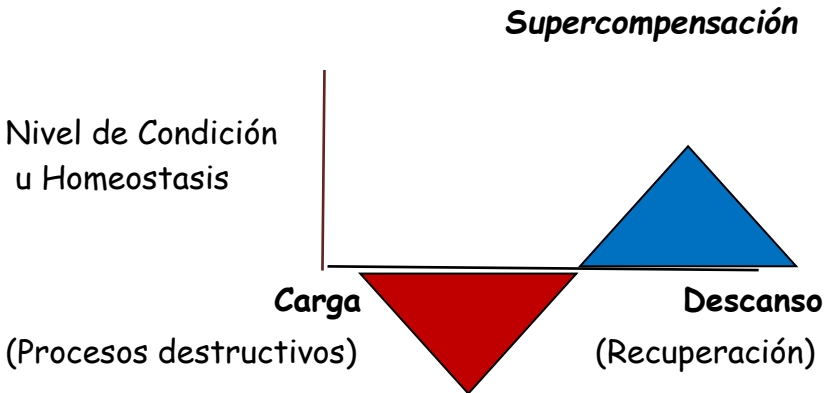 Supercompensación
Nivel de Condición
u Homeostasis
Carga
Descanso
(Procesos destructivos)
(Recuperación)